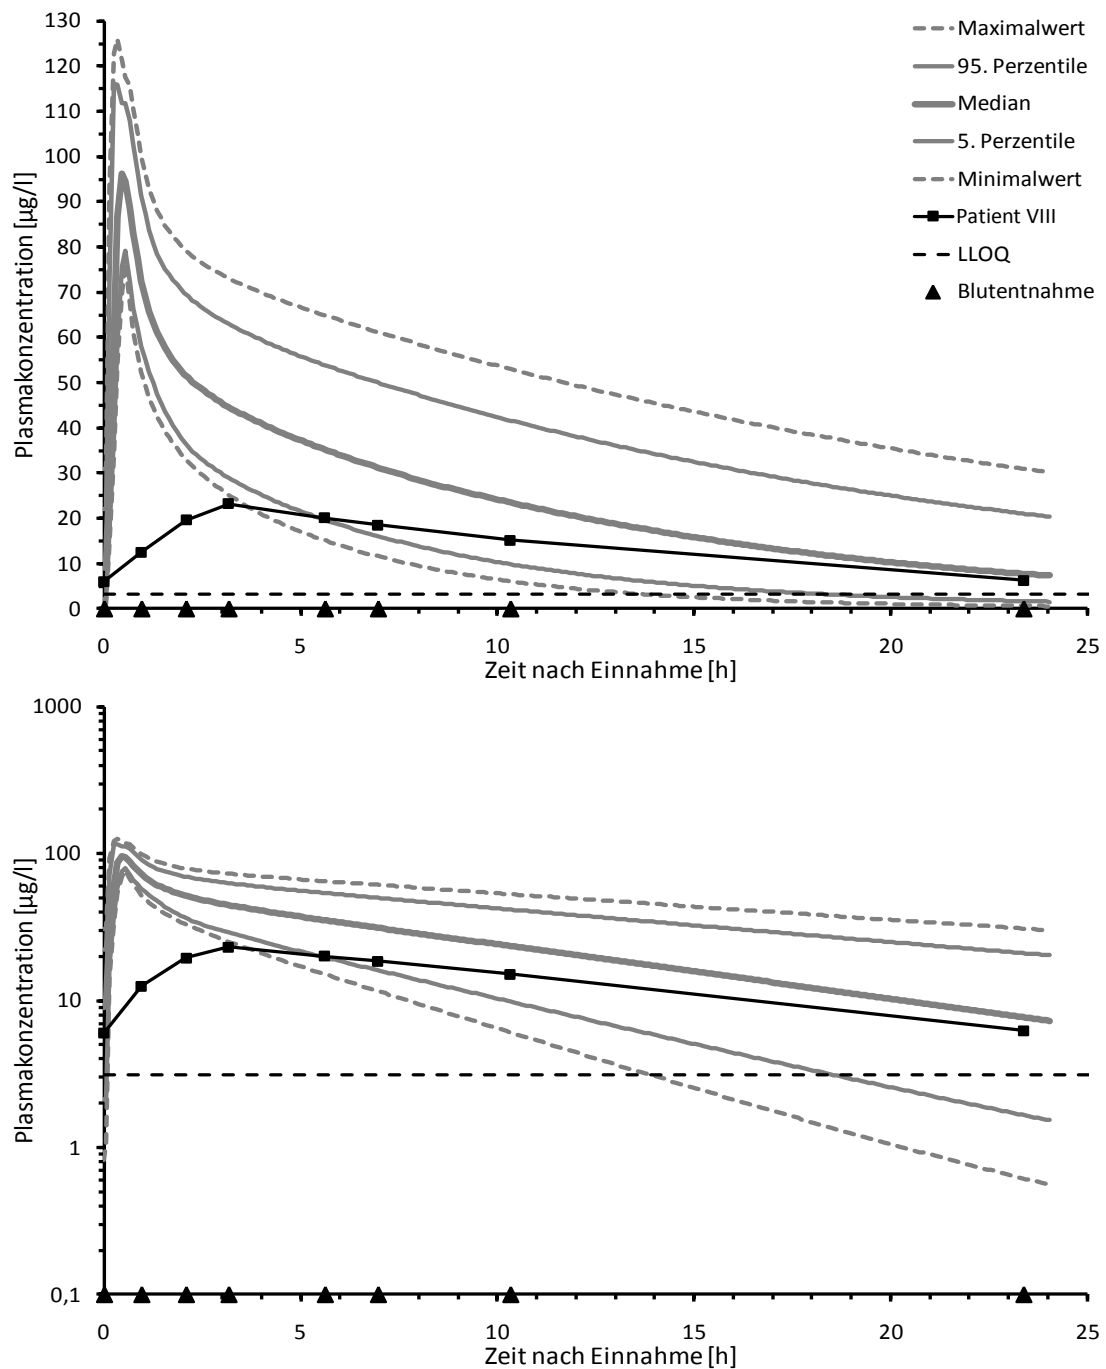 130
120
110
100
90
80
70
60
50
40
30
20
10
0
Plasmakonzentration [µg/l]
0 5 10 15 20 25
Zeit nach Einnahme [h]
Maximalwert
95. Perzentile
Median
5. Perzentile
Minimalwert
Patient VIII
LLOQ
Blutentnahme
1000
100
10
1
0,1
Plasmakonzentration [µg/l]
0 5 10 15 20 25
Zeit nach Einnahme [h]